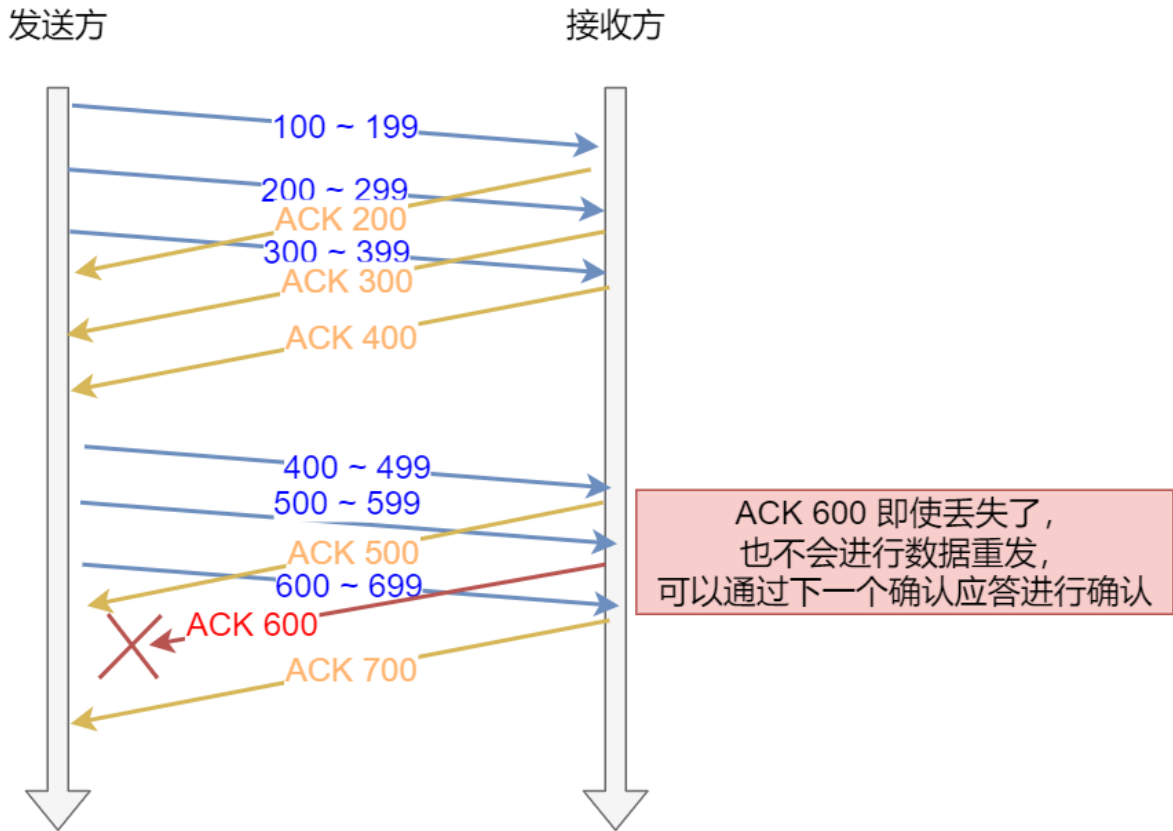 发送方
接收方
100 ~ 199
200 ~ 299
ACK 200
300 ~ 399
ACK 300
ACK 400
400 ~ 499
500 ~ 599
ACK 500
600 ~ 699
ACK 600
ACK 700
ACK 600 即使丢失了，
也不会进行数据重发，
可以通过下一个确认应答进行确认